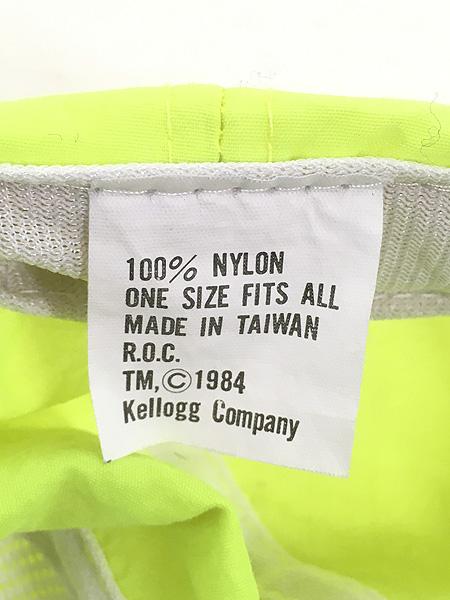 100% NYLON
ONE SIZE FITS ALL
MADE IN TAIWAN
R.O.C.
TM,©1984
Kellogg Company